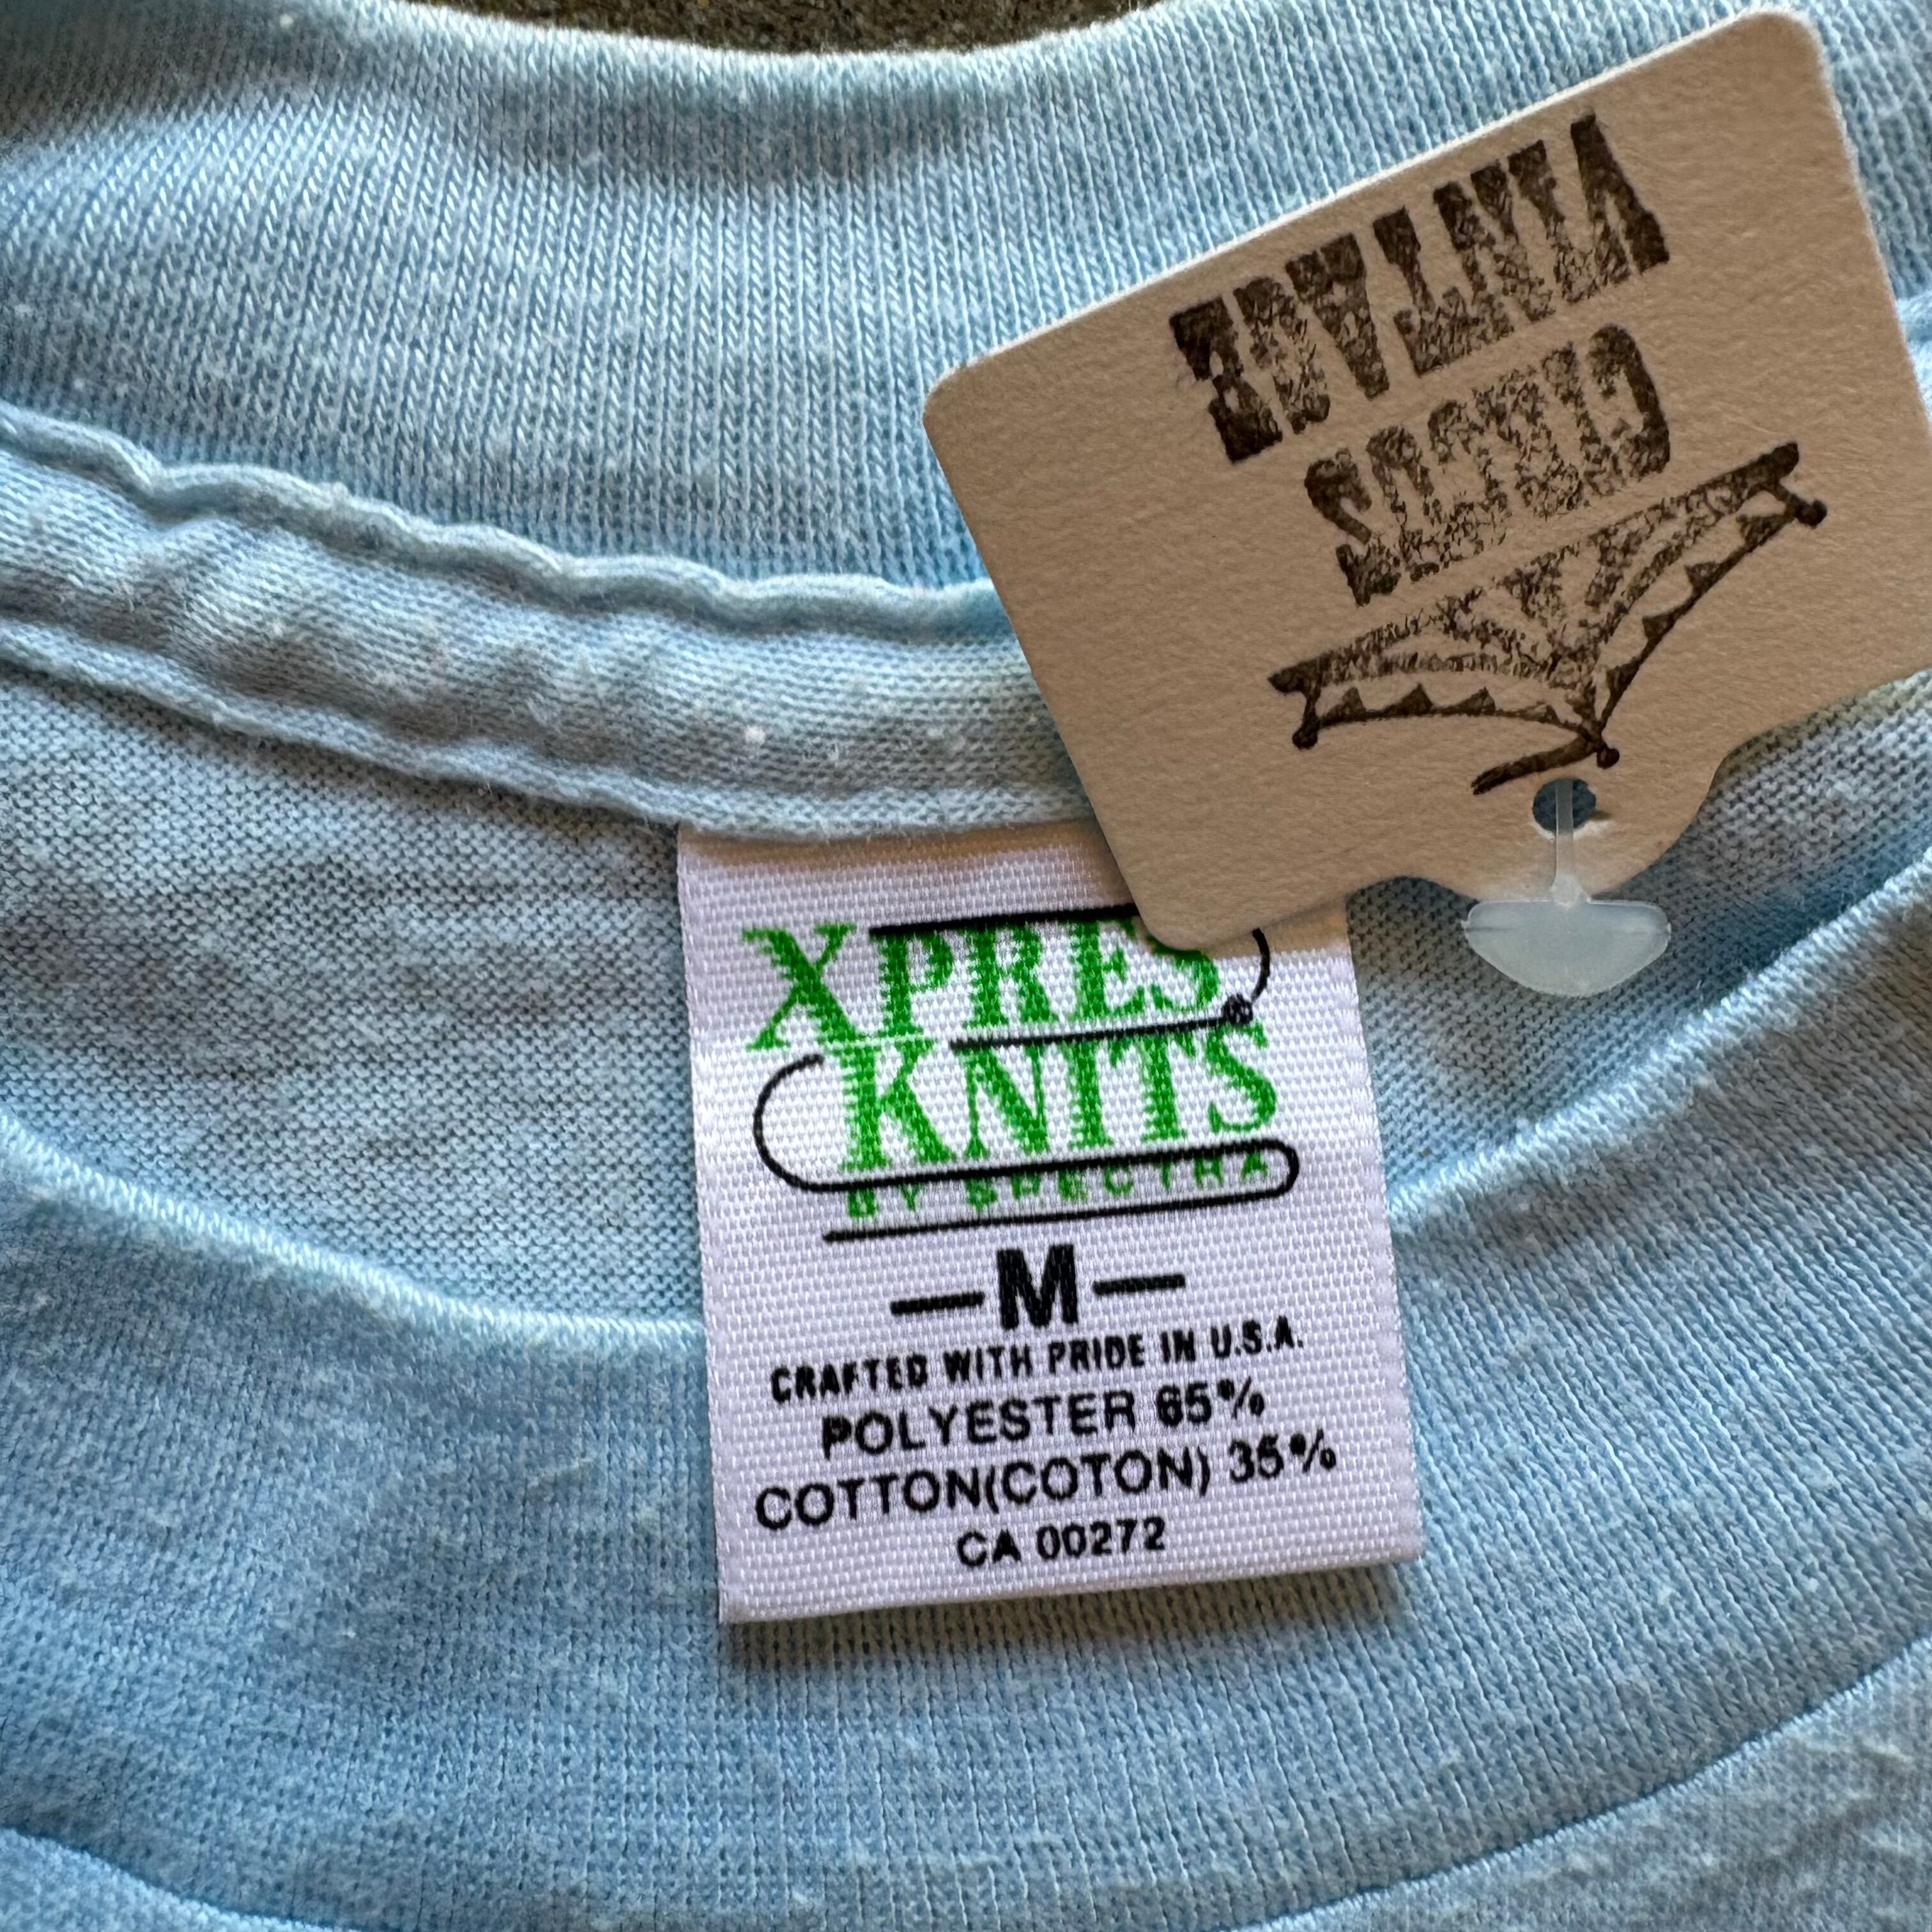 VINTAGE
CIRCUS
XPRES
KNITS
BY SPECTRA
—M—
CRAFTED WITH PRIDE IN U.S.A.
POLYESTER 65%
COTTON(COTON) 35%
CA 00272